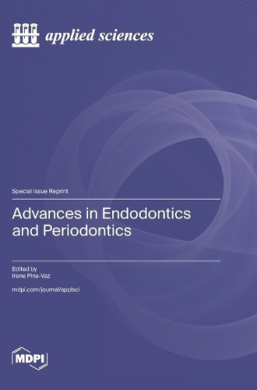 applied sciences
Special Issue Reprint
Advances in Endodontics
and Periodontics
Edited by
Irene Pina-Vaz
mdpi.com/journal/applsci
MDPI